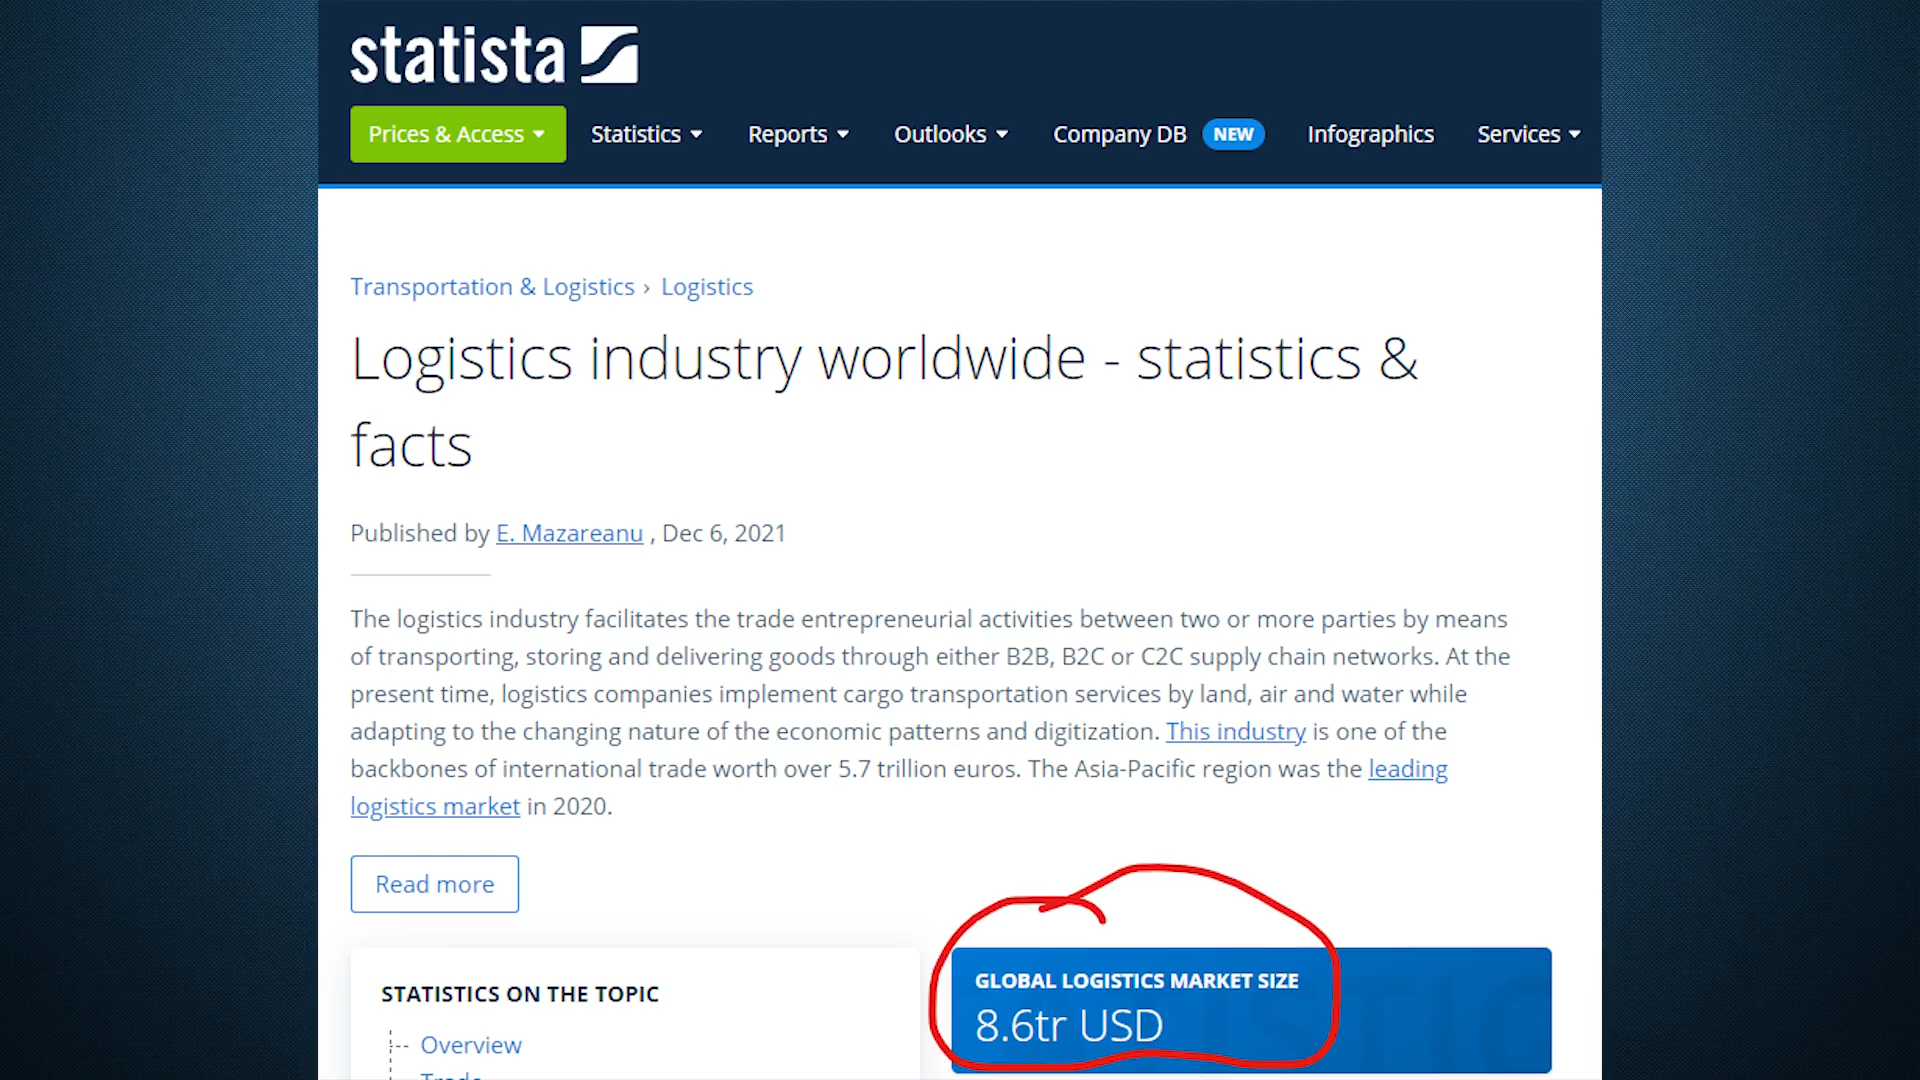 statista
Prices & Access Statistics Reports Outlooks Company DB NEW Infographics Services
Transportation & Logistics › Logistics
Logistics industry worldwide - statistics &
facts
Published by E. Mazareanu , Dec 6, 2021
The logistics industry facilitates the trade entrepreneurial activities between two or more parties by means
of transporting, storing and delivering goods through either B2B, B2C or C2C supply chain networks. At the
present time, logistics companies implement cargo transportation services by land, air and water while
adapting to the changing nature of the economic patterns and digitization. This industry is one of the
backbones of international trade worth over 5.7 trillion euros. The Asia-Pacific region was the leading
logistics market in 2020.
Read more
STATISTICS ON THE TOPIC
Overview
GLOBAL LOGISTICS MARKET SIZE
8.6tr USD